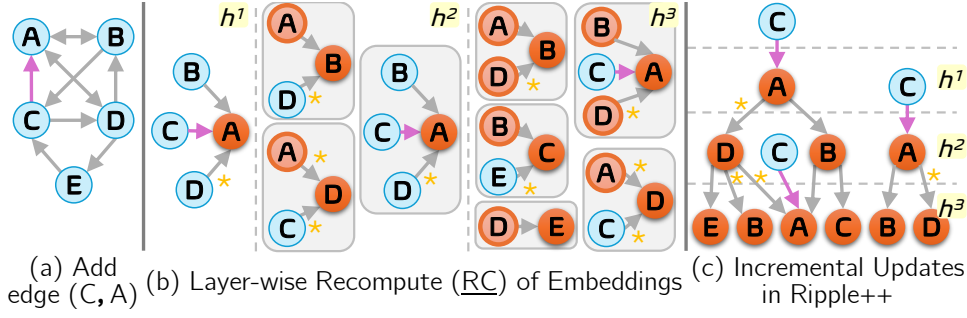 A B
C D
E
h¹
B
C A
D *
h²
A
B
D *
A *
D
C *
B
C A
D *
h³
A
B
D *
B
C
E *
D E
B
C A
D *
A *
D
C *
C
h¹
A C
*
h²
D C B A
* * *
h³
E B A C B D
(a) Add
edge (C, A)
(b) Layer-wise Recompute (RC) of Embeddings
(c) Incremental Updates
in Ripple++